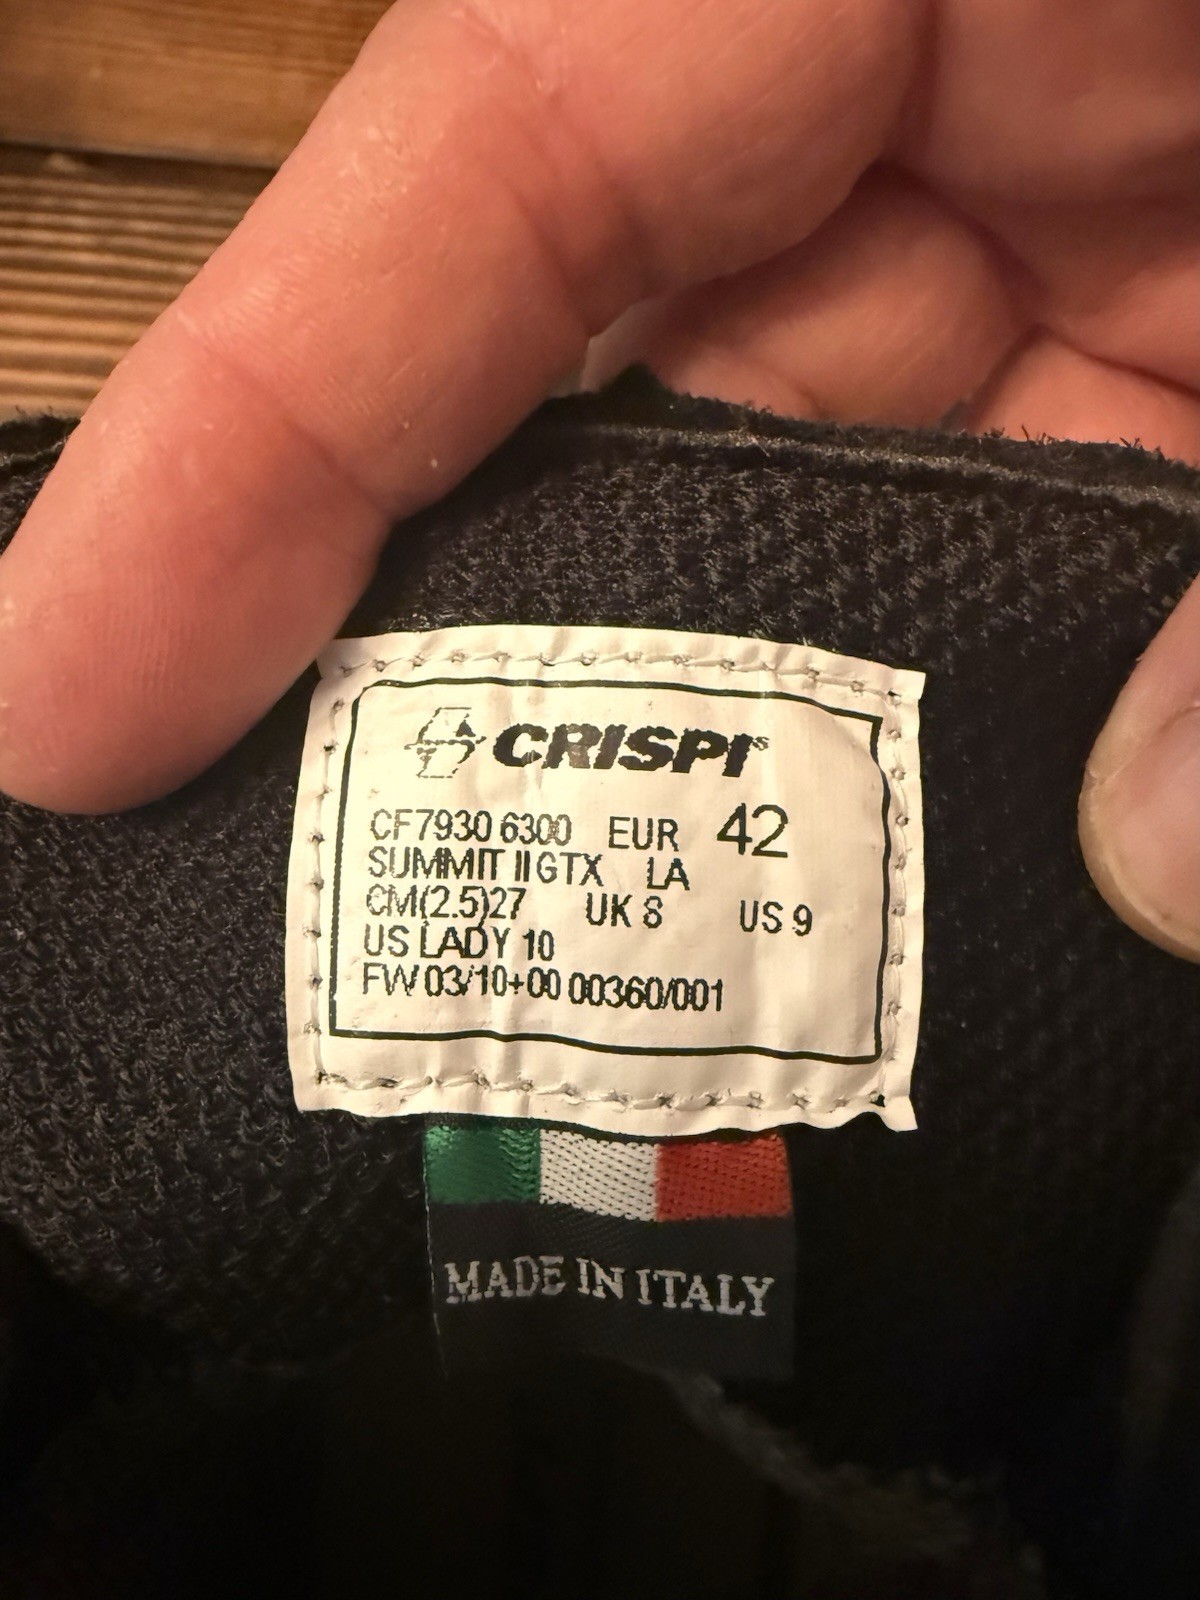 CRISPI®
CF7930 6300 EUR 42
SUMMIT II GTX LA
CM(2.5)27 UK 8 US 9
US LADY 10
FW 03/10+00 00360/001
MADE IN ITALY